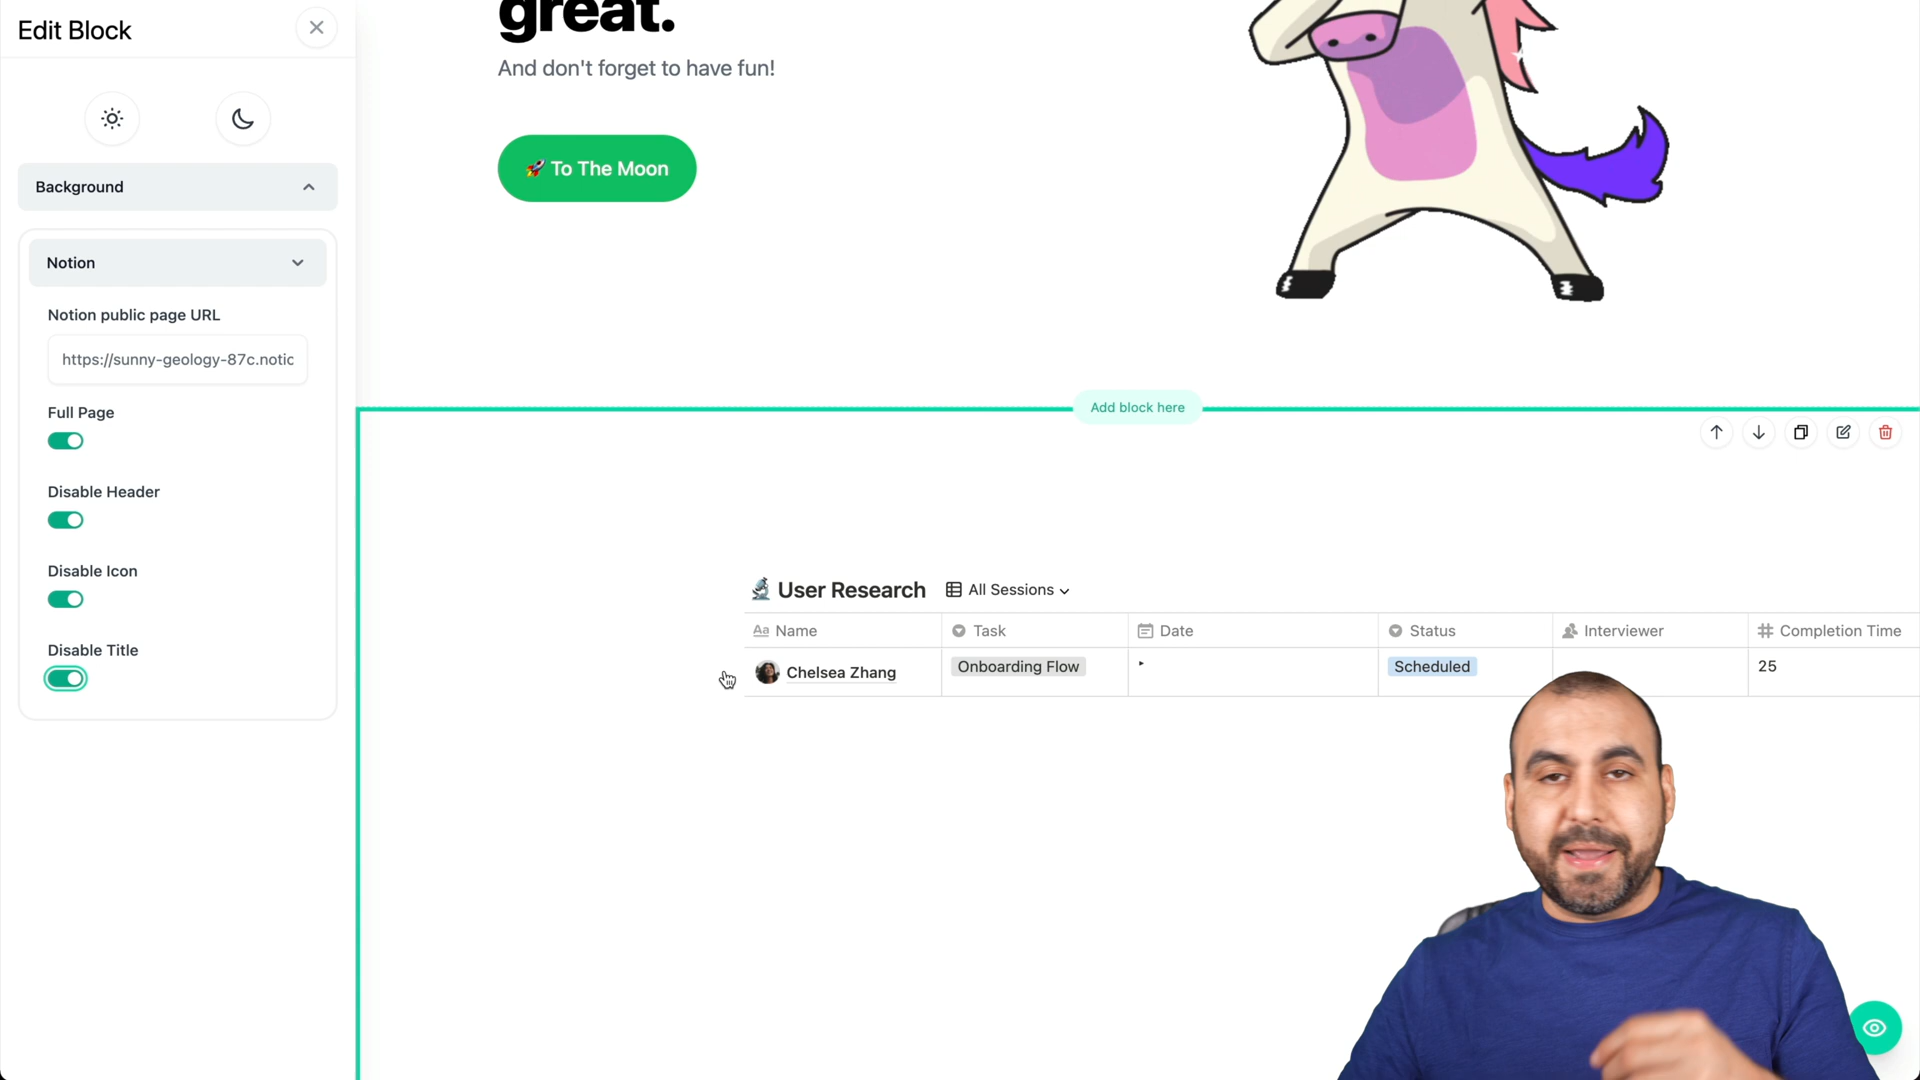 Edit Block
great.
And don't forget to have fun!
🚀 To The Moon
Background
Notion
Notion public page URL
https://sunny-geology-87c.notic
Full Page
Disable Header
Disable Icon
Disable Title
Add block here
🔬 User Research All Sessions
Aa Name Task Date Status Interviewer # Completion Time
Chelsea Zhang Onboarding Flow Scheduled 25